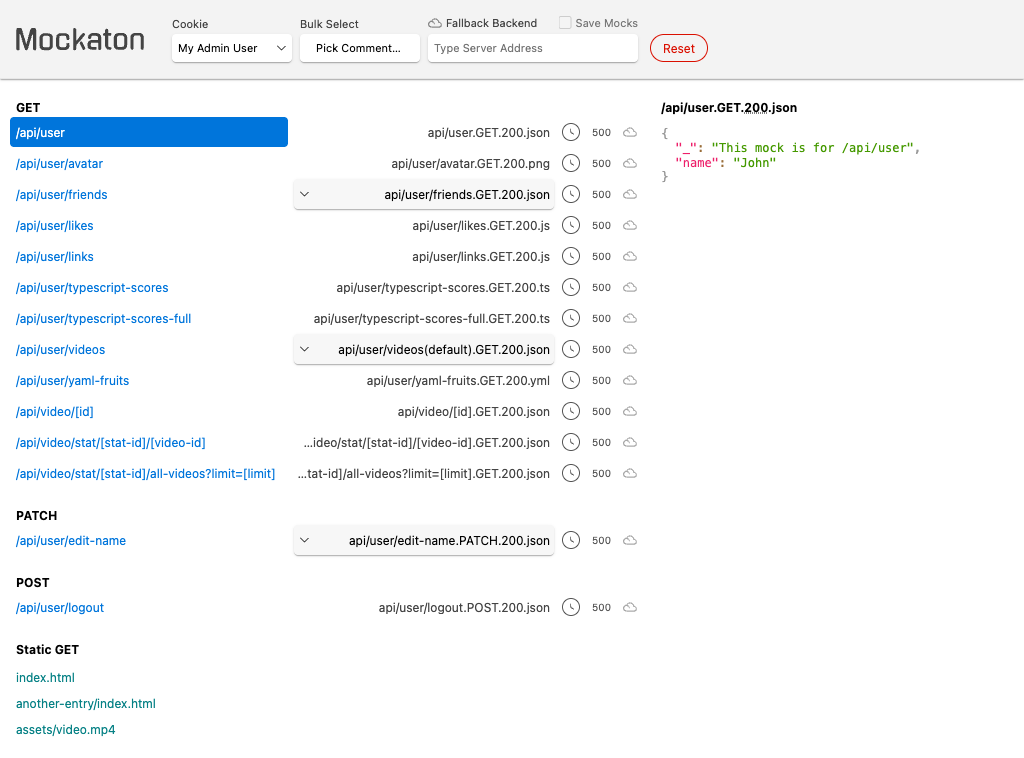 Mockaton
Cookie
My Admin User
Bulk Select
Pick Comment...
Fallback Backend
Save Mocks
Type Server Address
Reset
GET
/api/user api/user.GET.200.json 500
/api/user/avatar api/user/avatar.GET.200.png 500
/api/user/friends api/user/friends.GET.200.json 500
/api/user/likes api/user/likes.GET.200.js 500
/api/user/links api/user/links.GET.200.js 500
/api/user/typescript-scores api/user/typescript-scores.GET.200.ts 500
/api/user/typescript-scores-full api/user/typescript-scores-full.GET.200.ts 500
/api/user/videos api/user/videos(default).GET.200.json 500
/api/user/yaml-fruits api/user/yaml-fruits.GET.200.yml 500
/api/video/[id] api/video/[id].GET.200.json 500
/api/video/stat/[stat-id]/[video-id] ...ideo/stat/[stat-id]/[video-id].GET.200.json 500
/api/video/stat/[stat-id]/all-videos?limit=[limit] ...tat-id]/all-videos?limit=[limit].GET.200.json 500
PATCH
/api/user/edit-name api/user/edit-name.PATCH.200.json 500
POST
/api/user/logout api/user/logout.POST.200.json 500
Static GET
index.html
another-entry/index.html
assets/video.mp4
/api/user.GET.200.json
{
"_": "This mock is for /api/user",
"name": "John"
}